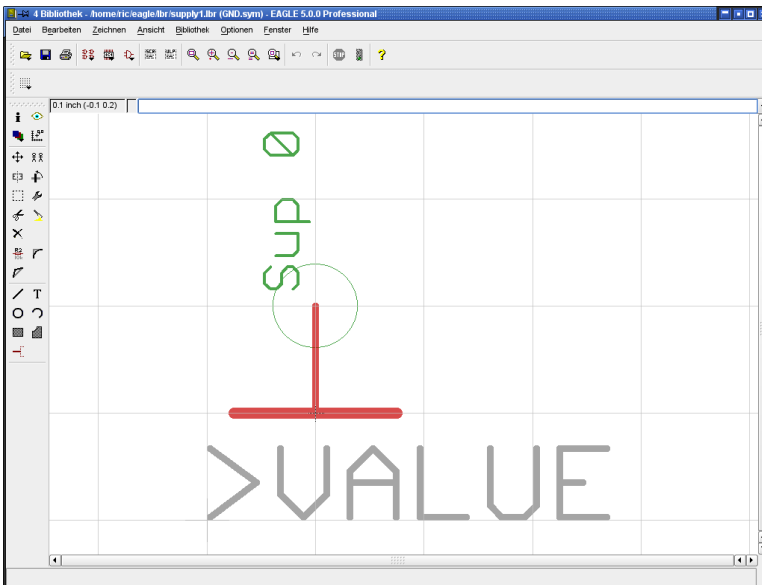 4 Bibliothek - /home/ric/eagle/lbr/supply1.lbr (GND.sym) - EAGLE 5.0.0 Professional
Datei Bearbeiten Zeichnen Ansicht Bibliothek Optionen Fenster Hilfe
0.1 inch (-0.1 0.2)
Sup 0
>VALUE